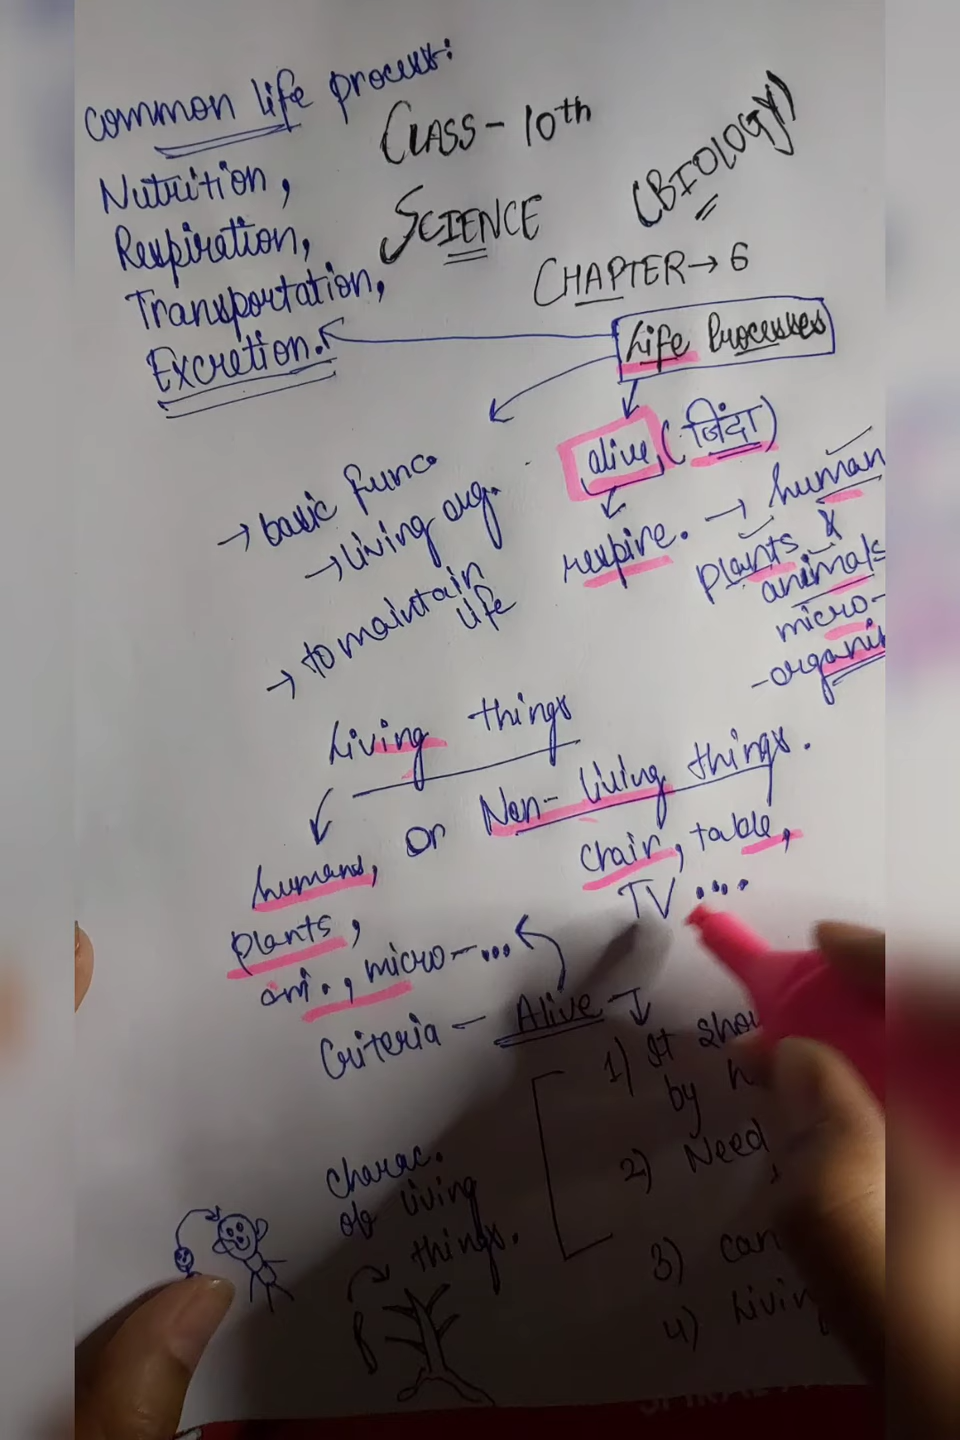 Common life process:
Nutrition,
Respiration,
Transportation,
Excretion.
CLASS - 10th
SCIENCE (BIOLOGY)
CHAPTER → 6
Life Processes
alive, (जिंदा)
respire. → human
plants &
animals
micro-
-organis
→ basic func.
→ living org.
→ to maintain
life
Living things
or Non-living things.
humans,
plants,
ani., micro-...
chair, table,
TV ....
Criteria - Alive →
1) It
by
2) Need
3) can
4)
charac.
of living
things.